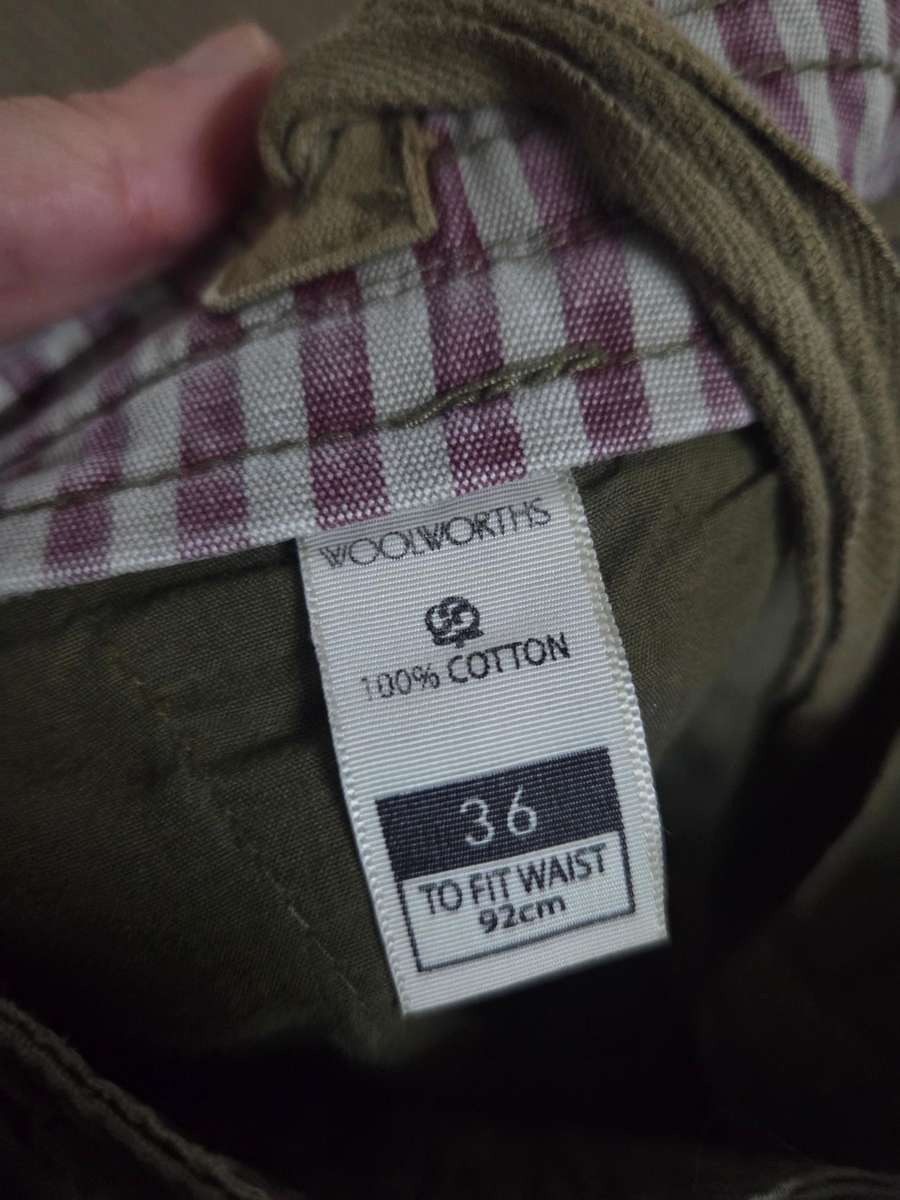 WOOLWORTHS
100% COTTON
36
TO FIT WAIST
92cm